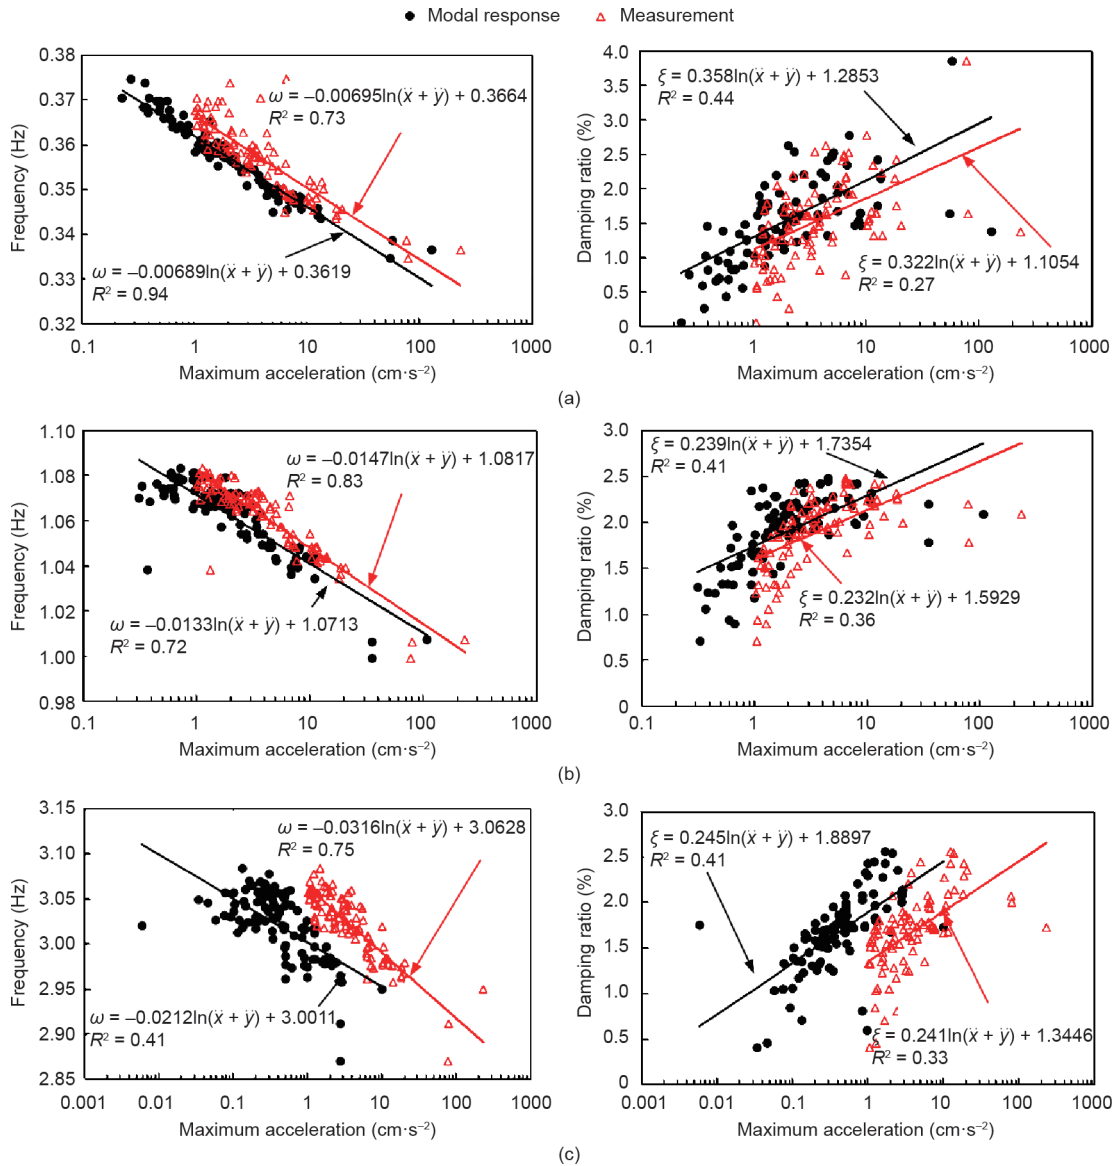 Modal response Measurement
0.38
0.37
0.36
0.35
0.34
0.33
0.32
Frequency (Hz)
ω = –0.00695ln(ẍ + ÿ) + 0.3664
R² = 0.73
ω = –0.00689ln(ẍ + ÿ) + 0.3619
R² = 0.94
0.1 1 10 100 1000
Maximum acceleration (cm·s⁻²)
4.0
3.5
3.0
2.5
2.0
1.5
1.0
0.5
0
Damping ratio (%)
ξ = 0.358ln(ẍ + ÿ) + 1.2853
R² = 0.44
ξ = 0.322ln(ẍ + ÿ) + 1.1054
R² = 0.27
0.1 1 10 100 1000
Maximum acceleration (cm·s⁻²)
(a)
1.10
1.08
1.06
1.04
1.02
1.00
0.98
Frequency (Hz)
ω = –0.0147ln(ẍ + ÿ) + 1.0817
R² = 0.83
ω = –0.0133ln(ẍ + ÿ) + 1.0713
R² = 0.72
0.1 1 10 100 1000
Maximum acceleration (cm·s⁻²)
3.0
2.5
2.0
1.5
1.0
0.5
0
Damping ratio (%)
ξ = 0.239ln(ẍ + ÿ) + 1.7354
R² = 0.41
ξ = 0.232ln(ẍ + ÿ) + 1.5929
R² = 0.36
0.1 1 10 100 1000
Maximum acceleration (cm·s⁻²)
(b)
3.15
3.10
3.05
3.00
2.95
2.90
2.85
Frequency (Hz)
ω = –0.0316ln(ẍ + ÿ) + 3.0628
R² = 0.75
ω = –0.0212ln(ẍ + ÿ) + 3.0011
R² = 0.41
0.001 0.01 0.1 1 10 100 1000
Maximum acceleration (cm·s⁻²)
3.0
2.5
2.0
1.5
1.0
0.5
0
Damping ratio (%)
ξ = 0.245ln(ẍ + ÿ) + 1.8897
R² = 0.41
ξ = 0.241ln(ẍ + ÿ) + 1.3446
R² = 0.33
0.001 0.01 0.1 1 10 100 1000
Maximum acceleration (cm·s⁻²)
(c)